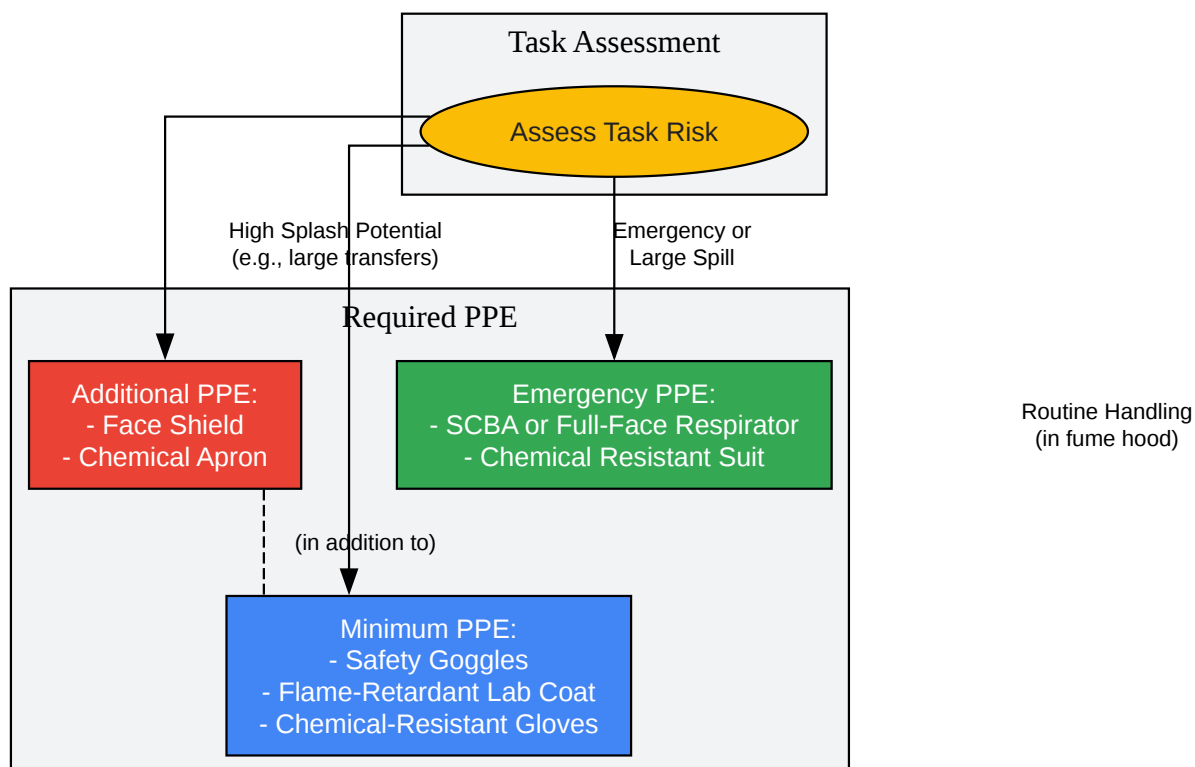 Task Assessment
Assess Task Risk
High Splash Potential
(e.g., large transfers)
Emergency or
Large Spill
Required PPE
Additional PPE:
- Face Shield
- Chemical Apron
Emergency PPE:
- SCBA or Full-Face Respirator
- Chemical Resistant Suit
Routine Handling
(in fume hood)
(in addition to)
Minimum PPE:
- Safety Goggles
- Flame-Retardant Lab Coat
- Chemical-Resistant Gloves